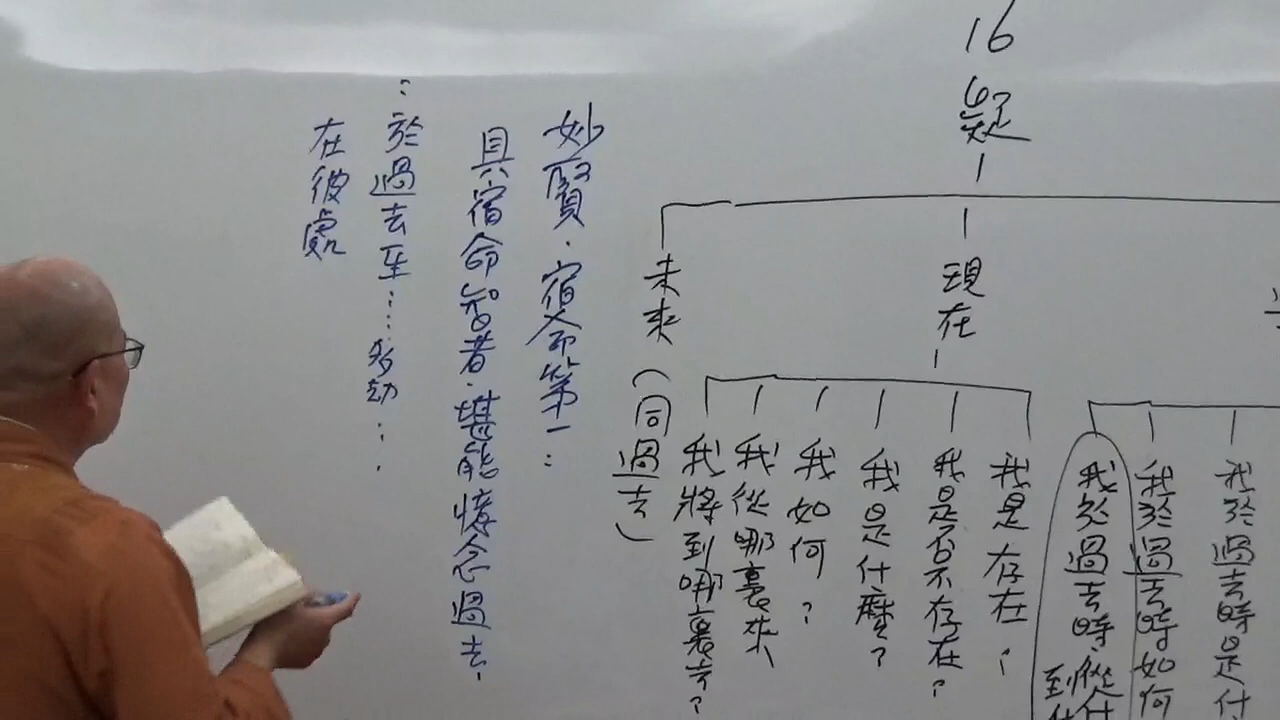 16
疑
我於過去時是什
我於過去時如何
我於過去時.從什
到什
現在
我是存在？
我是否不存在？
我是什麼？
我如何？
我從哪裏來、
我將到哪裏去？
未來（同過去）
妙賢．宿命第一：
具宿命智者．堪能憶念過去、
：於過去生……多劫：．
在彼處